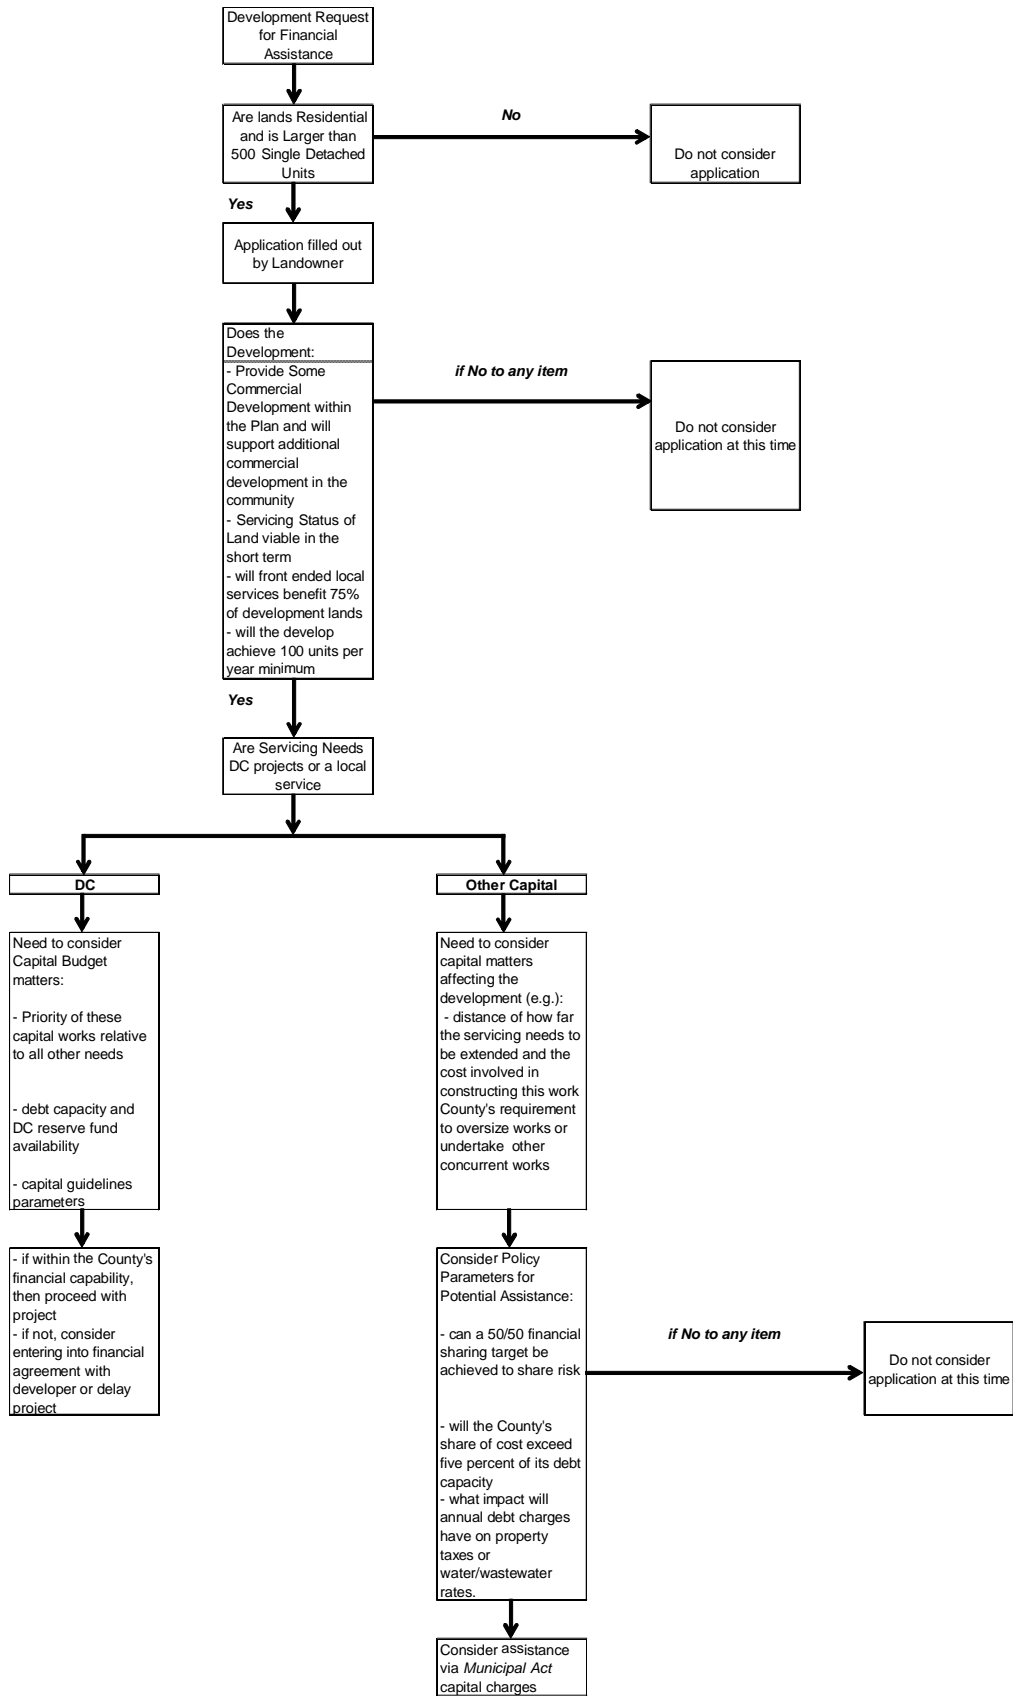 Development Request
for Financial
Assistance
Are lands Residential
and is Larger than
500 Single Detached
Units
No
Do not consider
application
Yes
Application filled out
by Landowner
Does the
Development:
- Provide Some
Commercial
Development within
the Plan and will
support additional
commercial
development in the
community
- Servicing Status of
Land viable in the
short term
- will front ended local
services benefit 75%
of development lands
- will the develop
achieve 100 units per
year minimum
if No to any item
Do not consider
application at this time
Yes
Are Servicing Needs
DC projects or a local
service
DC
Need to consider
Capital Budget
matters:
- Priority of these
capital works relative
to all other needs
- debt capacity and
DC reserve fund
availability
- capital guidelines
parameters
- if within the County's
financial capability,
then proceed with
project
- if not, consider
entering into financial
agreement with
developer or delay
project
Other Capital
Need to consider
capital matters
affecting the
development (e.g.):
- distance of how far
the servicing needs to
be extended and the
cost involved in
constructing this work
County's requirement
to oversize works or
undertake other
concurrent works
Consider Policy
Parameters for
Potential Assistance:
- can a 50/50 financial
sharing target be
achieved to share risk
- will the County's
share of cost exceed
five percent of its debt
capacity
- what impact will
annual debt charges
have on property
taxes or
water/wastewater
rates.
if No to any item
Do not consider
application at this time
Consider assistance
via Municipal Act
capital charges